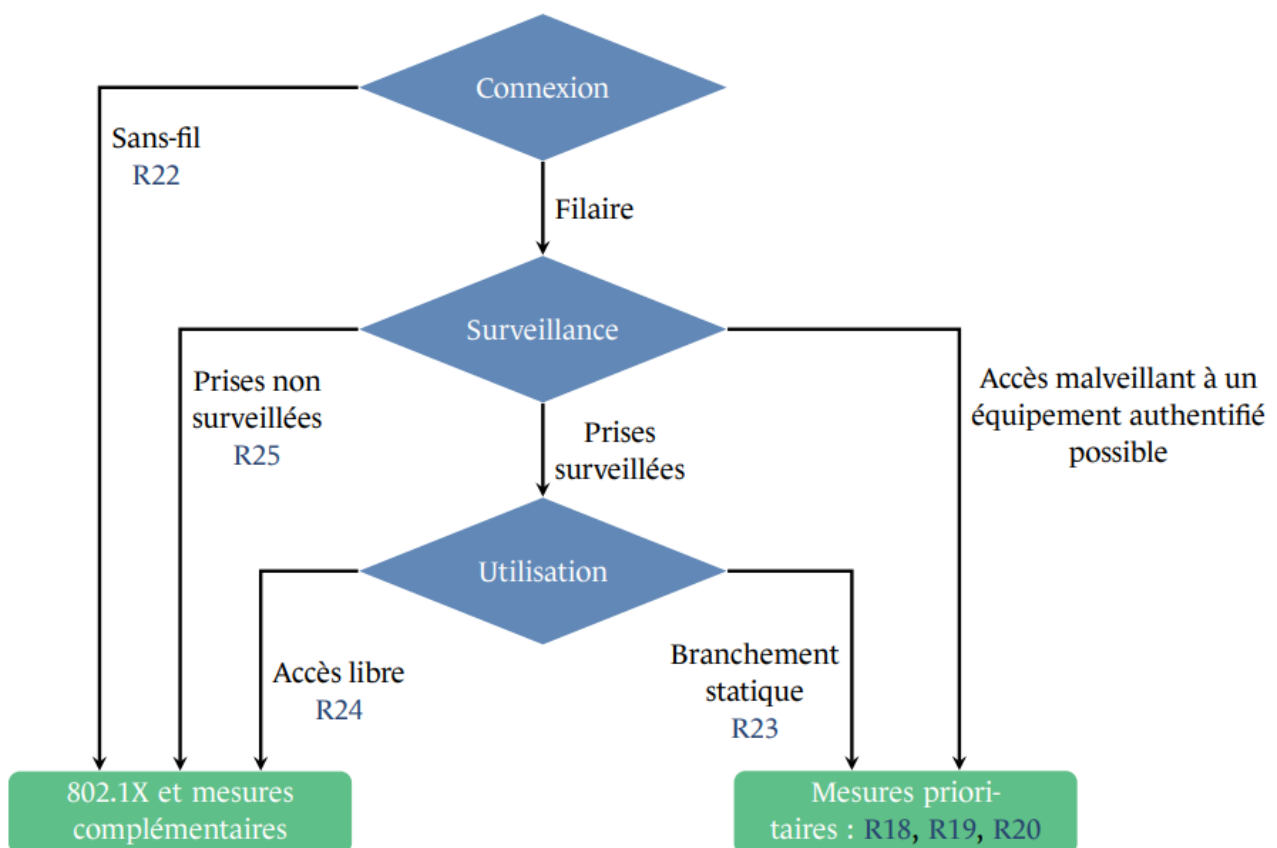 Connexion
Sans-fil
R22
Filaire
Surveillance
Prises non
surveillées
R25
Prises
surveillées
Accès malveillant à un
équipement authentifié
possible
Utilisation
Accès libre
R24
Branchement
statique
R23
802.1X et mesures
complémentaires
Mesures priori-
taires : R18, R19, R20